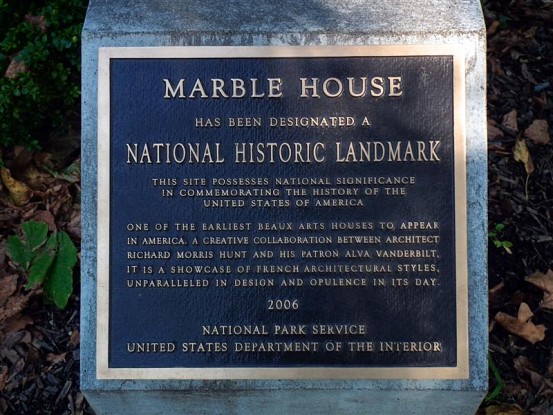 MARBLE HOUSE
HAS BEEN DESIGNATED A
NATIONAL HISTORIC LANDMARK
THIS SITE POSSESSES NATIONAL SIGNIFICANCE
IN COMMEMORATING THE HISTORY OF THE
UNITED STATES OF AMERICA
ONE OF THE EARLIEST BEAUX ARTS HOUSES TO APPEAR
IN AMERICA. A CREATIVE COLLABORATION BETWEEN ARCHITECT
RICHARD MORRIS HUNT AND HIS PATRON ALVA VANDERBILT,
IT IS A SHOWCASE OF FRENCH ARCHITECTURAL STYLES,
UNPARALLELED IN DESIGN AND OPULENCE IN ITS DAY.
2006
NATIONAL PARK SERVICE
UNITED STATES DEPARTMENT OF THE INTERIOR